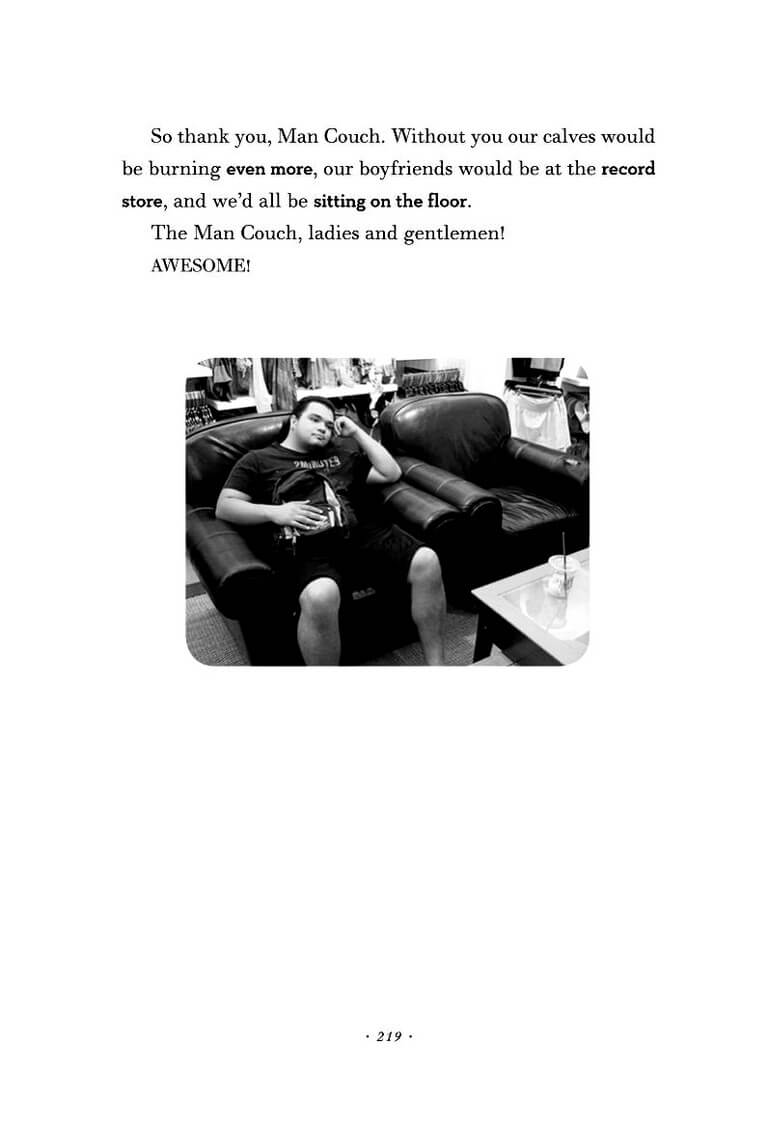 So thank you, Man Couch. Without you our calves would
be burning even more, our boyfriends would be at the record
store, and we’d all be sitting on the floor.
The Man Couch, ladies and gentlemen!
AWESOME!
· 219 ·